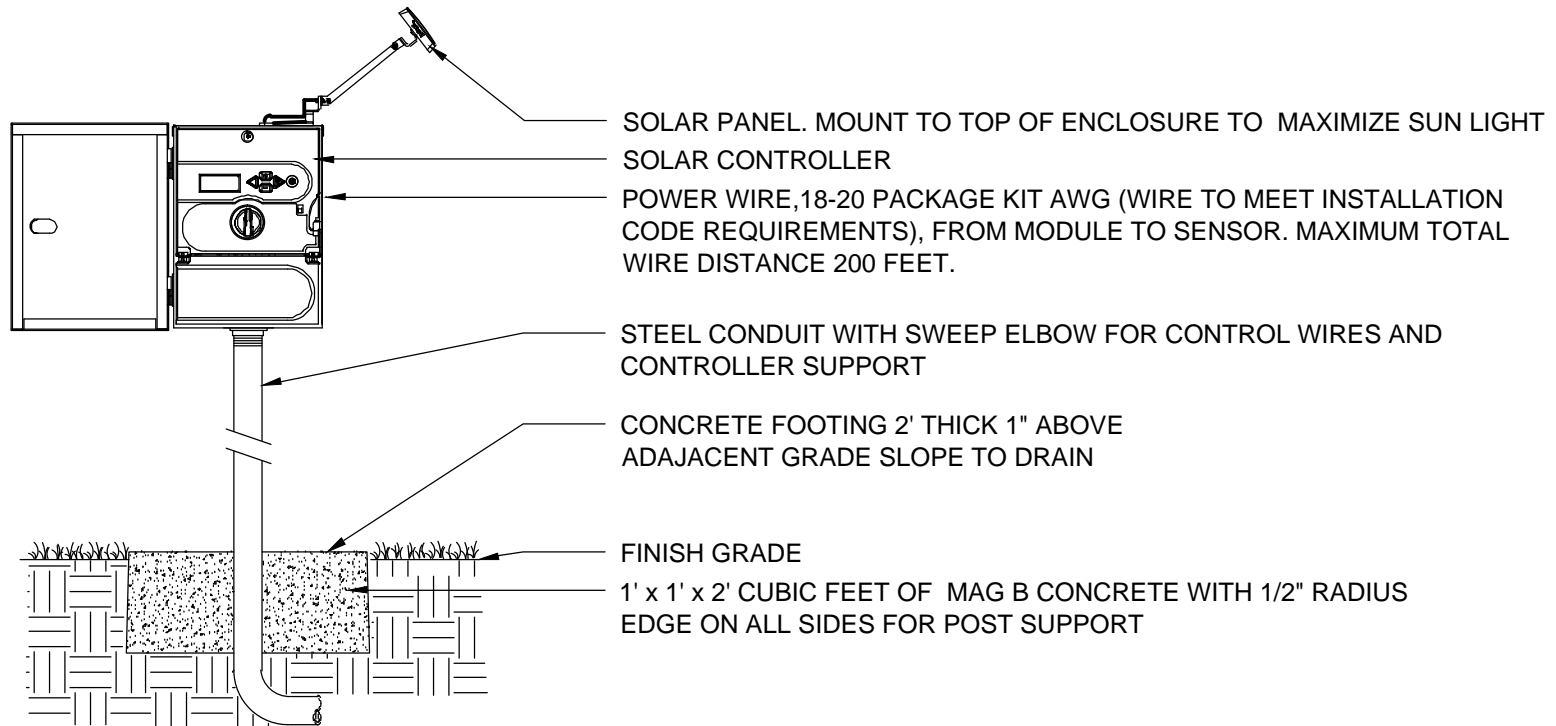 SOLAR PANEL. MOUNT TO TOP OF ENCLOSURE TO MAXIMIZE SUN LIGHT
SOLAR CONTROLLER
POWER WIRE,18-20 PACKAGE KIT AWG (WIRE TO MEET INSTALLATION
CODE REQUIREMENTS), FROM MODULE TO SENSOR. MAXIMUM TOTAL
WIRE DISTANCE 200 FEET.
STEEL CONDUIT WITH SWEEP ELBOW FOR CONTROL WIRES AND
CONTROLLER SUPPORT
CONCRETE FOOTING 2' THICK 1" ABOVE
ADAJACENT GRADE SLOPE TO DRAIN
FINISH GRADE
1' x 1' x 2' CUBIC FEET OF MAG B CONCRETE WITH 1/2" RADIUS
EDGE ON ALL SIDES FOR POST SUPPORT